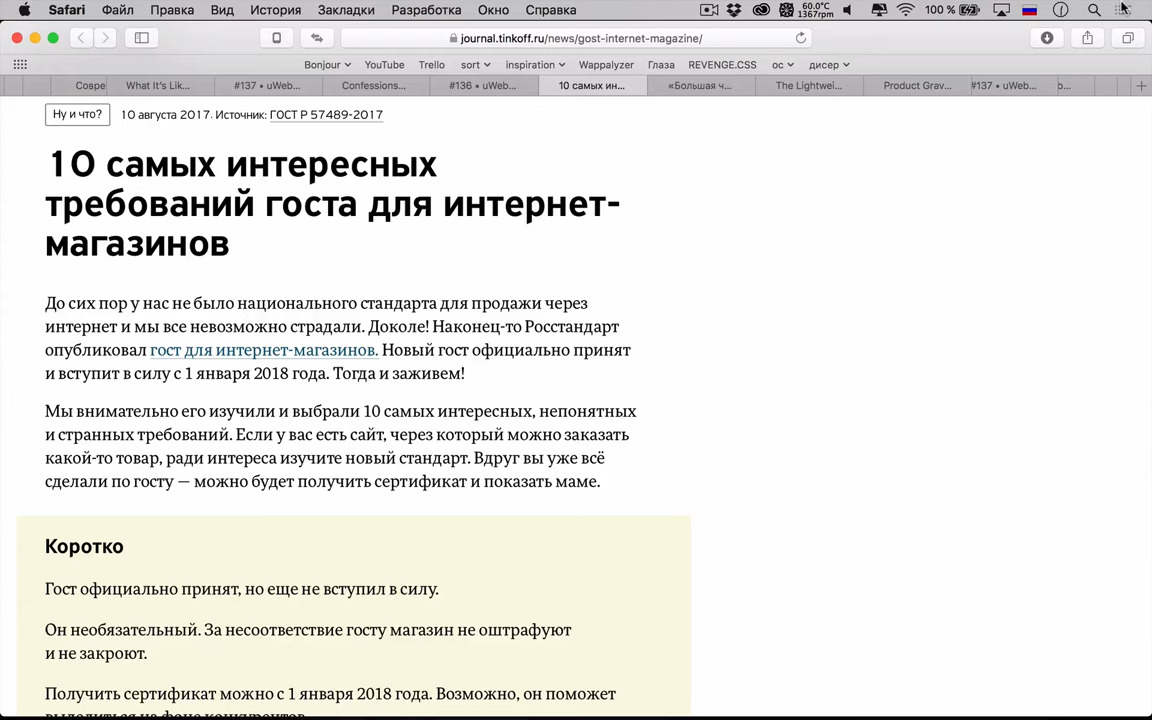 Safari Файл Правка Вид История Закладки Разработка Окно Справка 60.0°C 1367rpm 100 %
journal.tinkoff.ru/news/gost-internet-magazine/
Bonjour YouTube Trello sort inspiration Wappalyzer Глаза REVENGE.CSS ос дисер
Совре What It's Lik... #137 • uWeb... Confessions... #136 • uWeb... 10 самых ин... «Большая ч... The Lightwei... Product Grav... #137 • uWeb... b...
Ну и что? 10 августа 2017. Источник: ГОСТ Р 57489-2017
10 самых интересных
требований госта для интернет-
магазинов
До сих пор у нас не было национального стандарта для продажи через
интернет и мы все невозможно страдали. Доколе! Наконец-то Росстандарт
опубликовал гост для интернет-магазинов. Новый гост официально принят
и вступит в силу с 1 января 2018 года. Тогда и заживем!
Мы внимательно его изучили и выбрали 10 самых интересных, непонятных
и странных требований. Если у вас есть сайт, через который можно заказать
какой-то товар, ради интереса изучите новый стандарт. Вдруг вы уже всё
сделали по госту — можно будет получить сертификат и показать маме.
Коротко
Гост официально принят, но еще не вступил в силу.
Он необязательный. За несоответствие госту магазин не оштрафуют
и не закроют.
Получить сертификат можно с 1 января 2018 года. Возможно, он поможет
выделиться на фоне конкурентов.